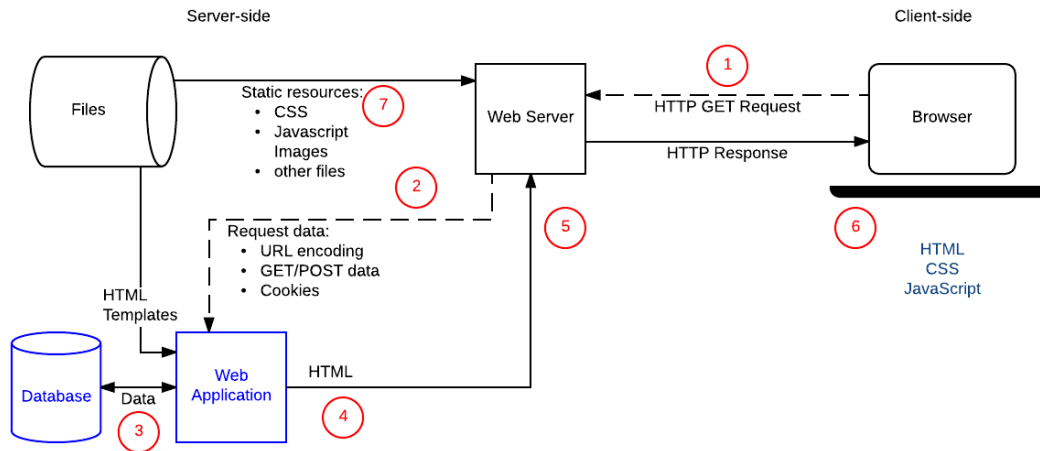 Server-side
Client-side
1
Files
Static resources:
• CSS
• Javascript
Images
• other files
7
Web Server
HTTP GET Request
HTTP Response
Browser
2
5
6
Request data:
• URL encoding
• GET/POST data
• Cookies
HTML
CSS
JavaScript
HTML
Templates
Database
Data
3
Web
Application
HTML
4